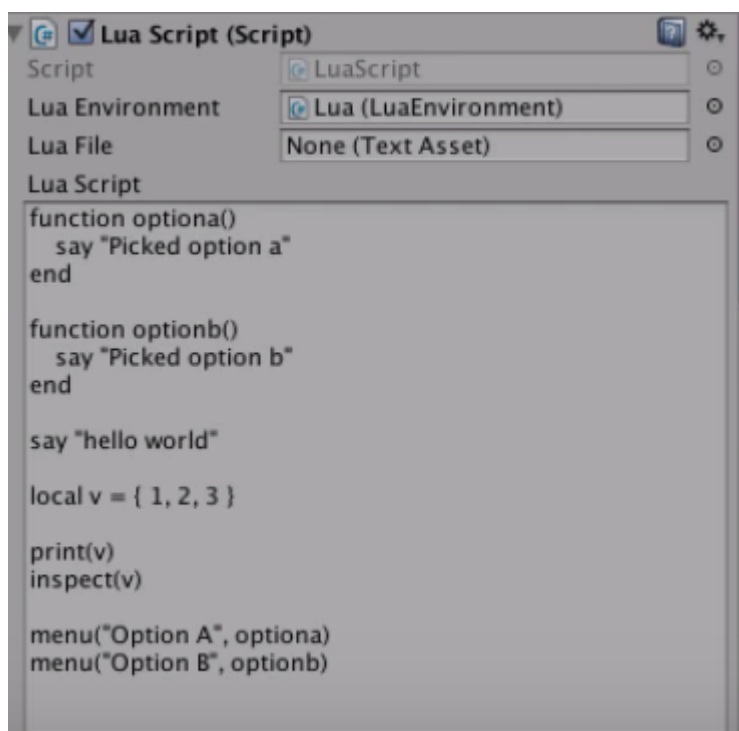 Lua Script (Script)
Script LuaScript
Lua Environment Lua (LuaEnvironment)
Lua File None (Text Asset)
Lua Script
function optiona()
say "Picked option a"
end
function optionb()
say "Picked option b"
end
say "hello world"
local v = { 1, 2, 3 }
print(v)
inspect(v)
menu("Option A", optiona)
menu("Option B", optionb)